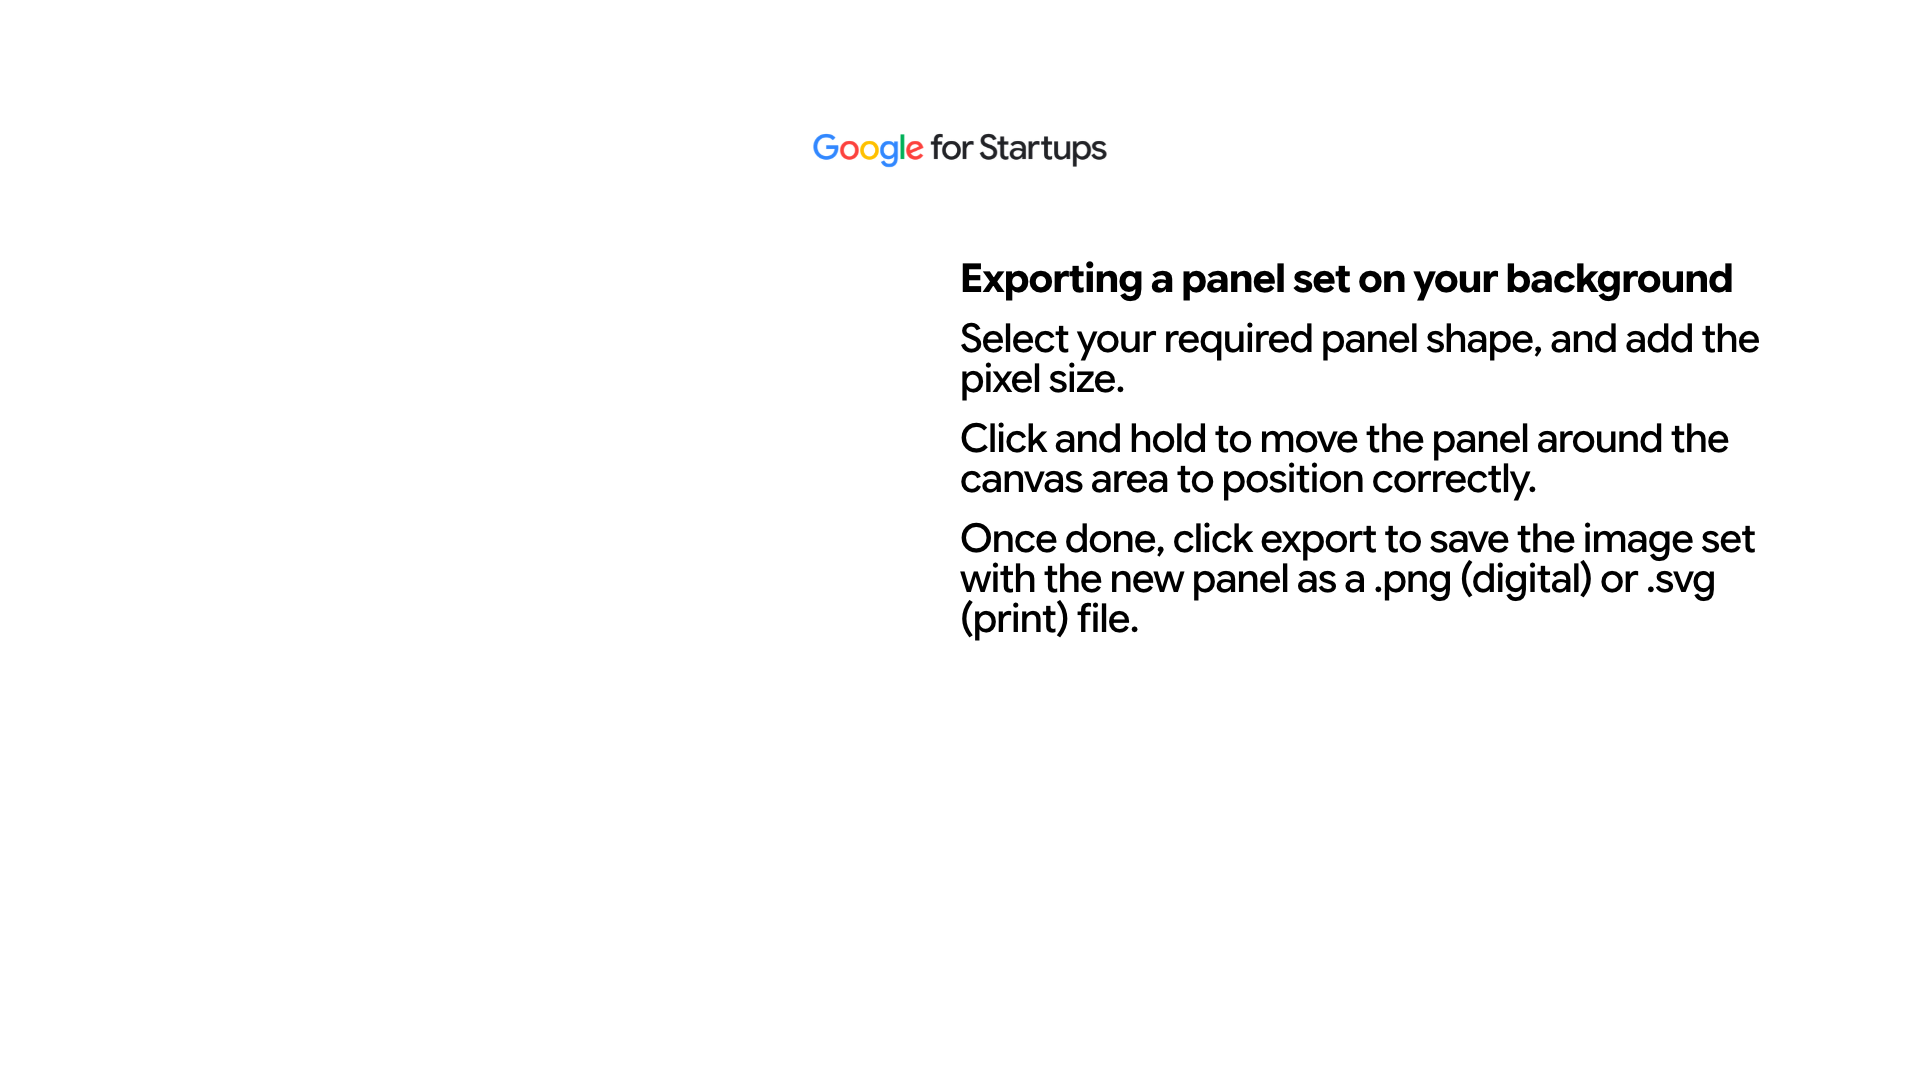 Google for Startups
Exporting a panel set on your background
Select your required panel shape, and add the
pixel size.
Click and hold to move the panel around the
canvas area to position correctly.
Once done, click export to save the image set
with the new panel as a .png (digital) or .svg
(print) file.